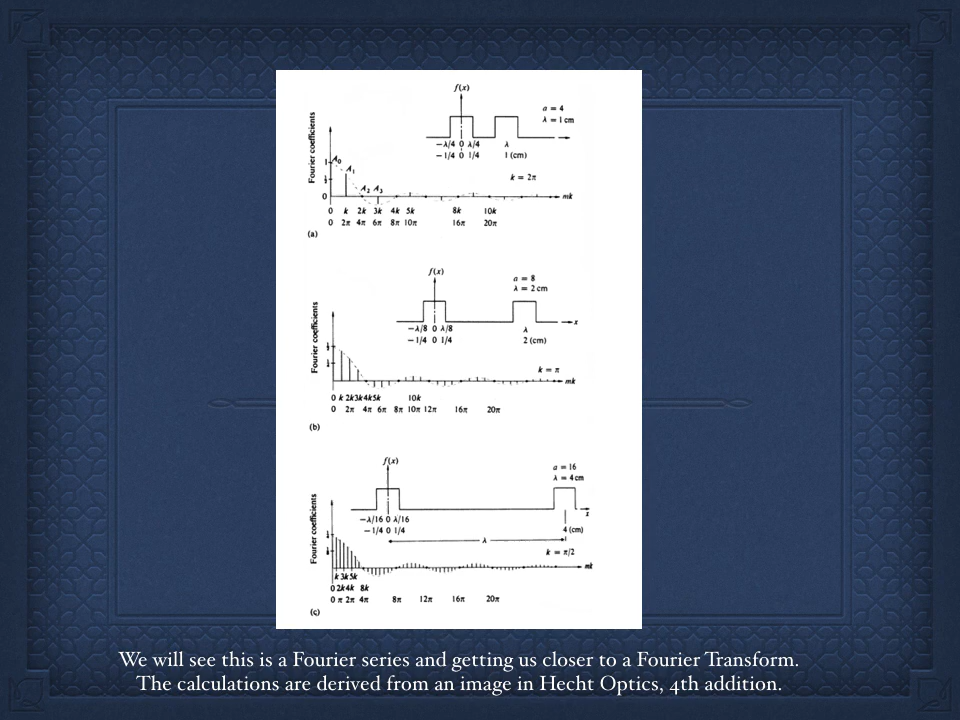 f(x)
a = 4
λ = 1 cm
Fourier coefficients
−λ/4 0 λ/4 λ
−1/4 0 1/4 1 (cm)
k = 2π
1 A₀
A₁
A₂ A₃
0
mk
0 k 2k 3k 4k 5k 8k 10k
0 2π 4π 6π 8π 10π 16π 20π
(a)
f(x)
a = 8
λ = 2 cm
Fourier coefficients
x
−λ/8 0 λ/8 λ
−1/4 0 1/4 2 (cm)
k = π
mk
0 k 2k3k4k5k 10k
0 2π 4π 6π 8π 10π 12π 16π 20π
(b)
f(x)
a = 16
λ = 4 cm
Fourier coefficients
x
−λ/16 0 λ/16
−1/4 0 1/4 4 (cm)
λ
k = π/2
mk
k 3k5k
0 2k4k 8k
0 π 2π 4π 8π 12π 16π 20π
(c)
We will see this is a Fourier series and getting us closer to a Fourier Transform.
The calculations are derived from an image in Hecht Optics, 4th addition.